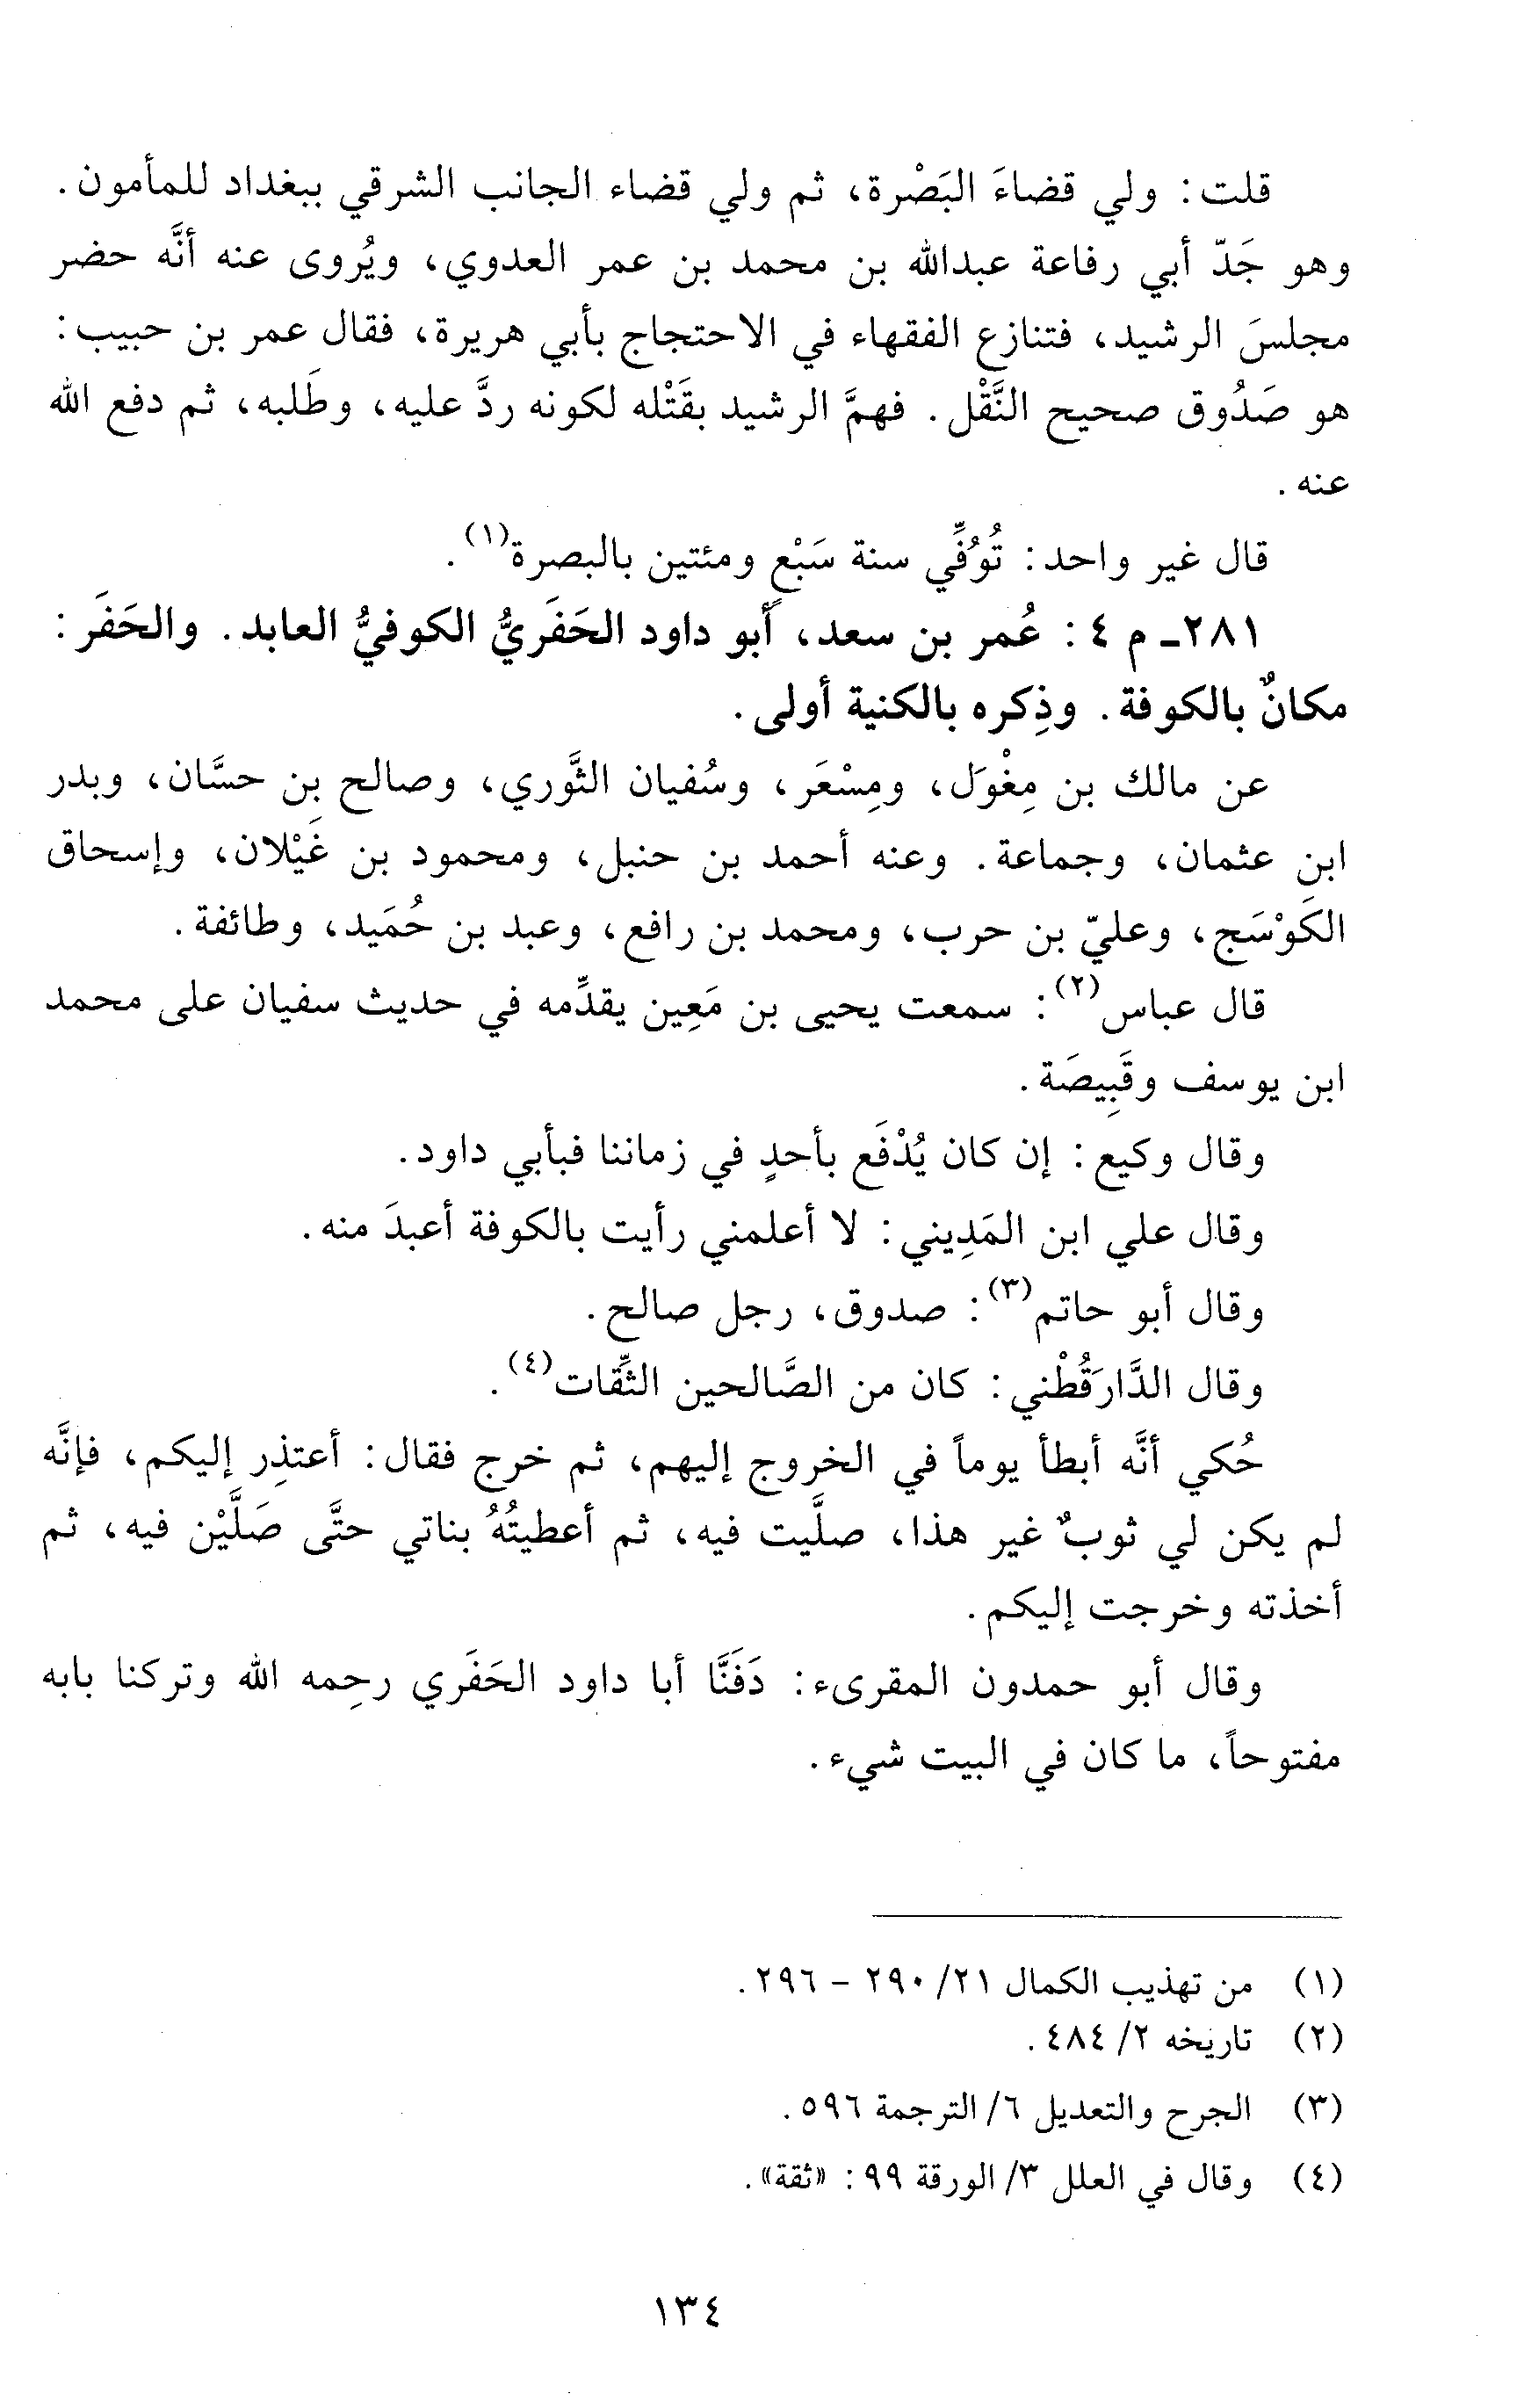 قلت: ولي قضاءَ البَصْرة، ثم ولي قضاء الجانب الشرقي ببغداد للمأمون.
وهو جَدّ أبي رفاعة عبدالله بن محمد بن عمر العدوي، ويُروى عنه أنَّه حضر
مجلسَ الرشيد، فتنازع الفقهاء في الاحتجاج بأبي هريرة، فقال عمر بن حبيب:
هو صَدُوق صحيح النَّقْل. فهمَّ الرشيد بقَتْله لكونه ردَّ عليه، وطَلبه، ثم دفع الله
عنه.
قال غير واحد: تُوُفِّي سنة سَبْعٍ ومئتين بالبصرة(١).
٢٨١ـ م ٤: عُمر بن سعد، أبو داود الحَفَريُّ الكوفيُّ العابد. والحَفَر:
مكانٌ بالكوفة. وذِكره بالكنية أولى.
عن مالك بن مِغْوَل، ومِسْعَر، وسُفيان الثَّوري، وصالح بن حسَّان، وبدر
ابن عثمان، وجماعة. وعنه أحمد بن حنبل، ومحمود بن غَيْلان، وإسحاق
الكَوْسَج، وعليّ بن حرب، ومحمد بن رافع، وعبد بن حُمَيد، وطائفة.
قال عباس(٢): سمعت يحيى بن مَعِين يقدِّمه في حديث سفيان على محمد
ابن يوسف وقَبِيصَة.
وقال وكيع: إن كان يُدْفَع بأحدٍ في زماننا فبأبي داود.
وقال علي ابن المَدِيني: لا أعلمني رأيت بالكوفة أعبدَ منه.
وقال أبو حاتم(٣): صدوق، رجل صالح.
وقال الدَّارَقُطْني: كان من الصَّالحين الثِّقات(٤).
حُكي أنَّه أبطأ يوماً في الخروج إليهم، ثم خرج فقال: أعتذِر إليكم، فإنَّه
لم يكن لي ثوبٌ غير هذا، صلَّيت فيه، ثم أعطيتُهُ بناتي حتَّى صَلَّيْن فيه، ثم
أخذته وخرجت إليكم.
وقال أبو حمدون المقرىء: دَفَنَّا أبا داود الحَفَري رحِمه الله وتركنا بابه
مفتوحاً، ما كان في البيت شيء.
(١) من تهذيب الكمال ٢١/ ٢٩٠ - ٢٩٦.
(٢) تاريخه ٢/ ٤٨٤.
(٣) الجرح والتعديل ٦/ الترجمة ٥٩٦.
(٤) وقال في العلل ٣/ الورقة ٩٩: «ثقة».
١٣٤